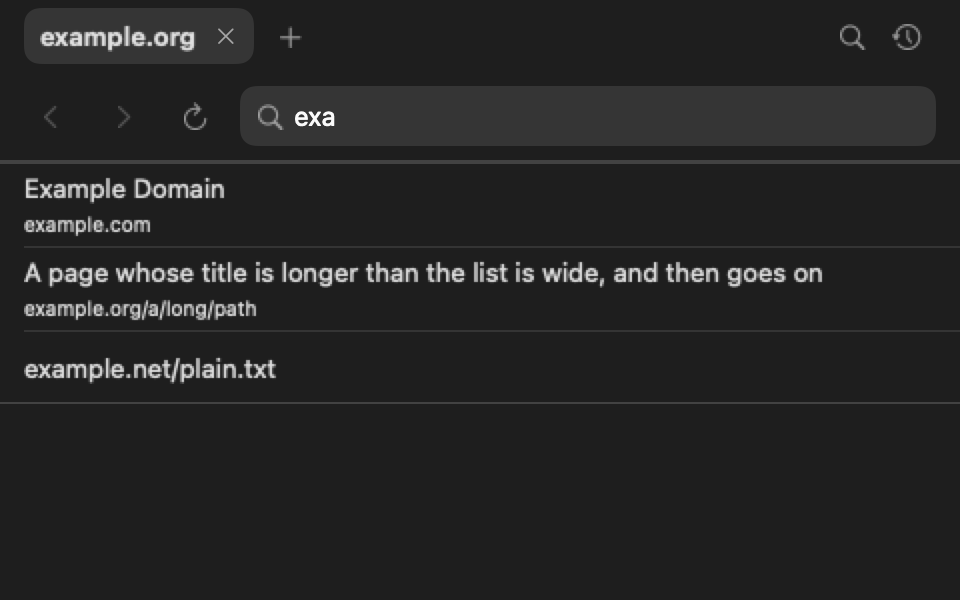 example.org
exa
Example Domain
example.com
A page whose title is longer than the list is wide, and then goes on
example.org/a/long/path
example.net/plain.txt